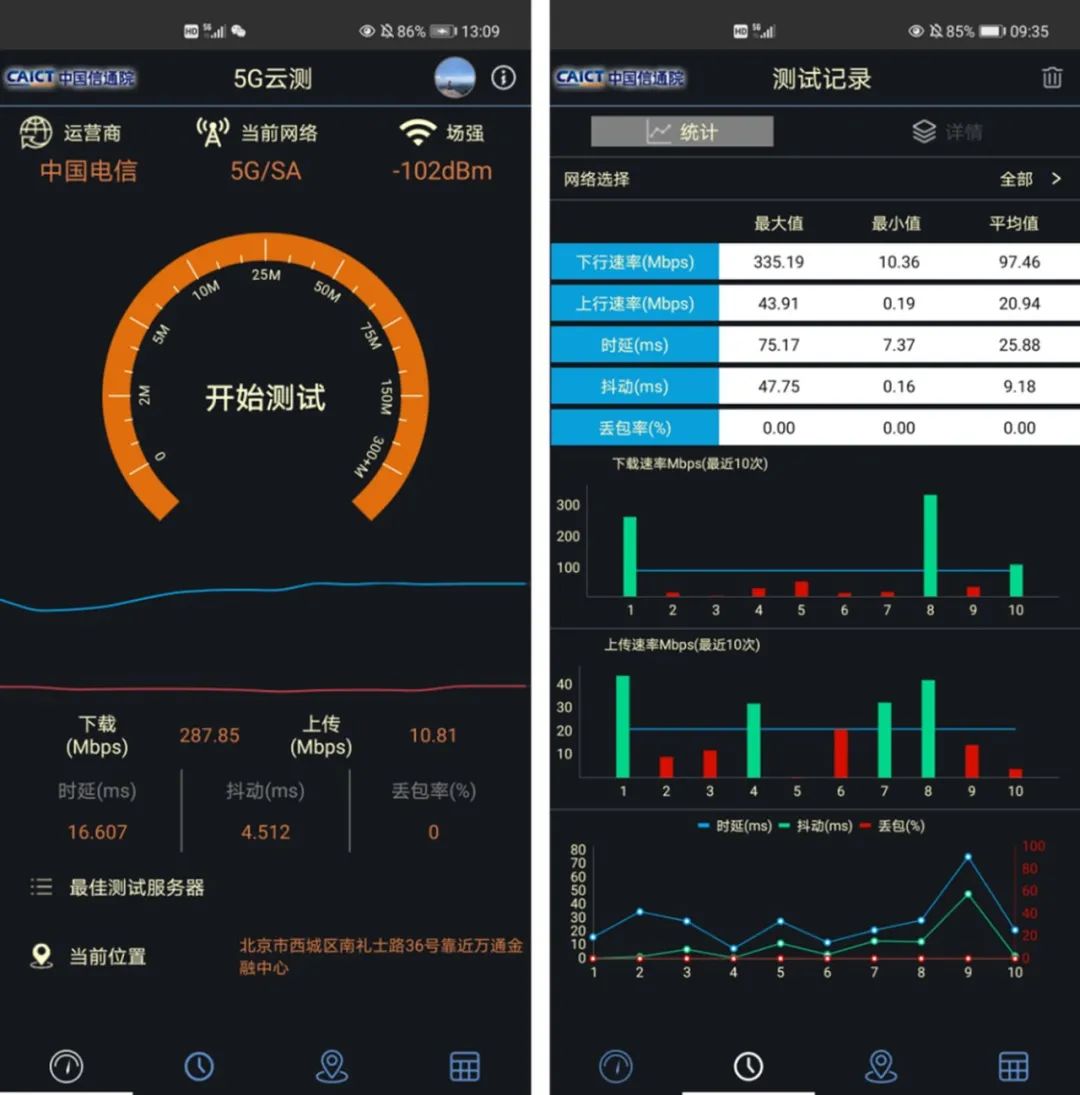 HD 5G 86% 13:09
CAICT 中国信通院 5G云测
运营商 当前网络 场强
中国电信 5G/SA -102dBm
0
2M
5M
10M
25M
50M
75M
150M
300+M
开始测试
下载 287.85 上传 10.81
(Mbps) (Mbps)
时延(ms) 抖动(ms) 丢包率(%)
16.607 4.512 0
最佳测试服务器
当前位置 北京市西城区南礼士路36号靠近万通金
融中心
HD 5G 85% 09:35
CAICT 中国信通院 测试记录
统计 详情
网络选择 全部 >
最大值 最小值 平均值
下行速率(Mbps) 335.19 10.36 97.46
上行速率(Mbps) 43.91 0.19 20.94
时延(ms) 75.17 7.37 25.88
抖动(ms) 47.75 0.16 9.18
丢包率(%) 0.00 0.00 0.00
下载速率Mbps(最近10次)
300
200
100
1 2 3 4 5 6 7 8 9 10
上传速率Mbps(最近10次)
40
30
20
10
1 2 3 4 5 6 7 8 9 10
时延(ms) 抖动(ms) 丢包(%)
80 100
70
60 80
50 60
40
30 40
20 20
10
0 0
1 2 3 4 5 6 7 8 9 10